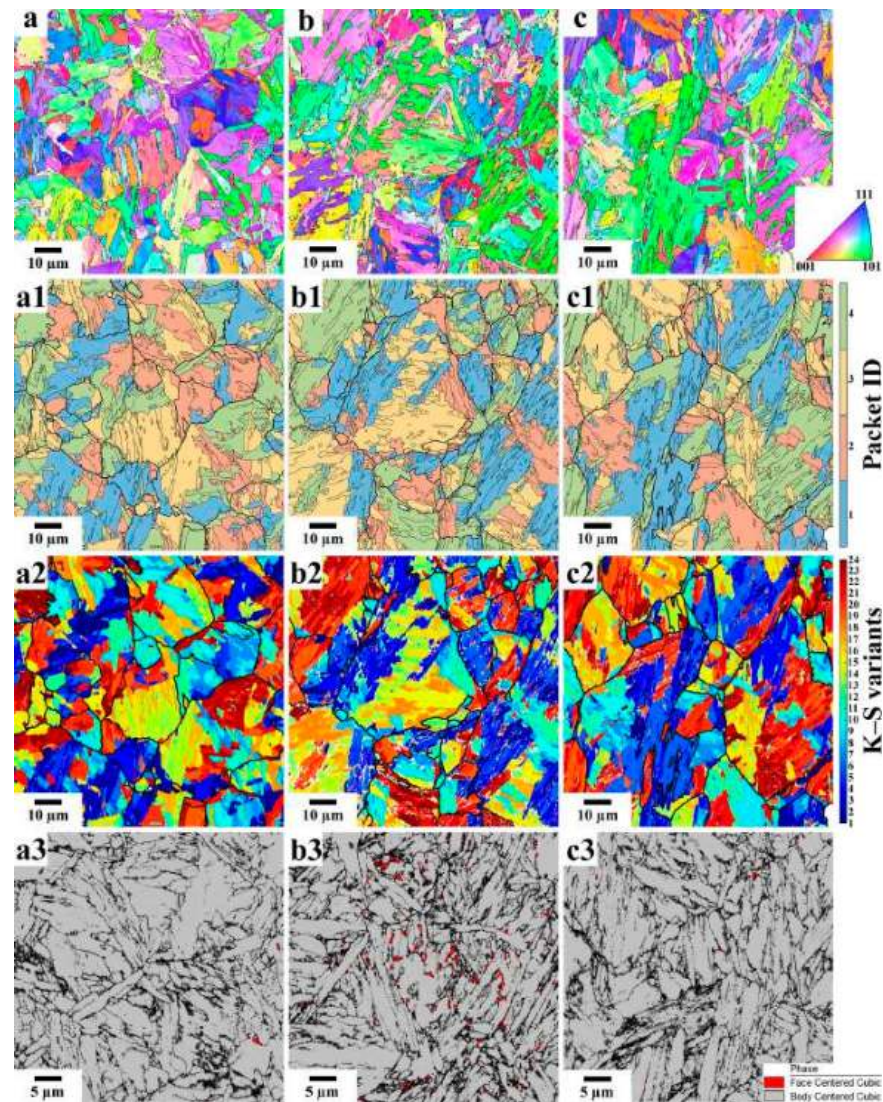 a
b
c
10 µm
10 µm
10 µm
111
001
101
a1
b1
c1
4
3
2
1
Packet ID
10 µm
10 µm
10 µm
a2
b2
c2
24
23
22
21
20
19
18
17
16
15
14
13
12
11
10
9
8
7
6
5
4
3
2
1
K–S variants
10 µm
10 µm
10 µm
a3
b3
c3
5 µm
5 µm
5 µm
Phase
Face Centered Cubic
Body Centered Cubic